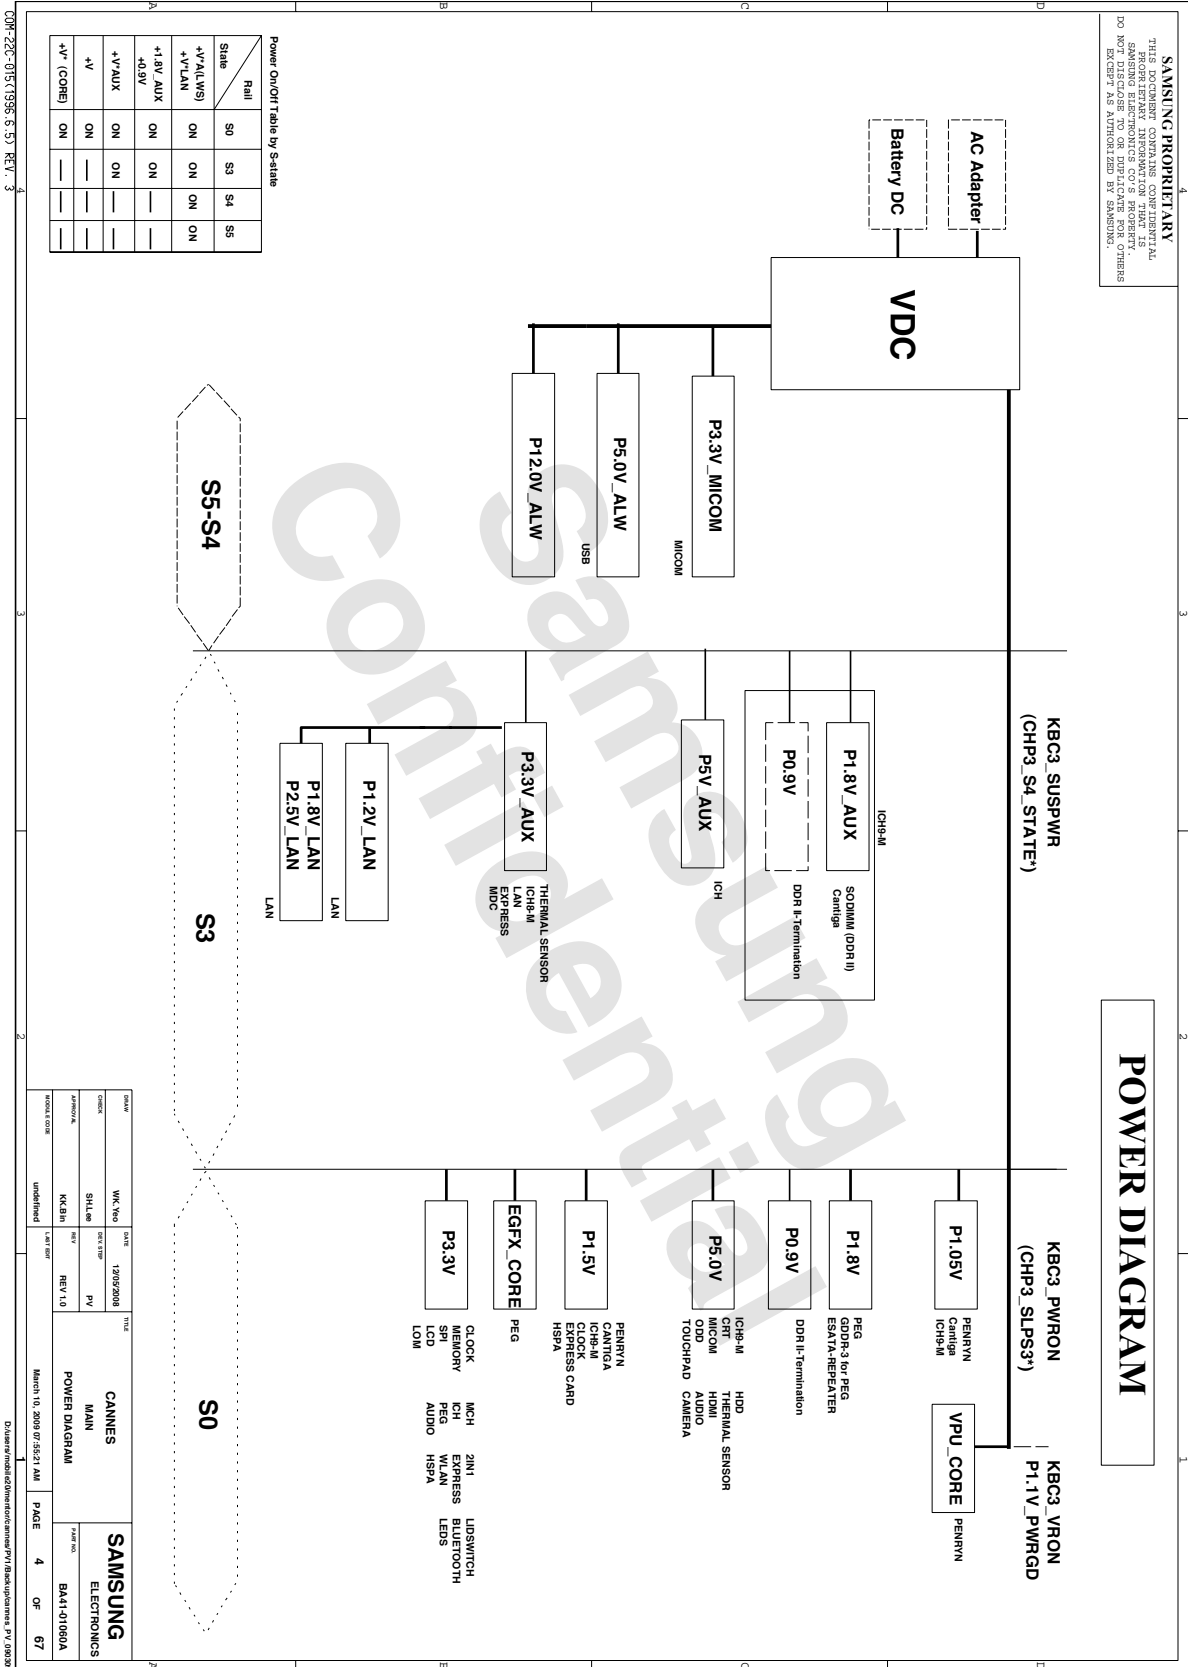 SAMSUNG PROPRIETARY
THIS DOCUMENT CONTAINS CONFIDENTIAL
PROPRIETARY INFORMATION THAT IS
SAMSUNG ELECTRONICS CO'S PROPERTY.
DO NOT DISCLOSE TO OR DUPLICATE FOR OTHERS
EXCEPT AS AUTHORIZED BY SAMSUNG.
4
3
2
1
D
C
B
A
POWER DIAGRAM
KBC3_SUSPWR
(CHP3_S4_STATE*)
KBC3_PWRON
(CHP3_SLPS3*)
KBC3_VRON
P1.1V_PWRGD
AC Adapter
Battery DC
VDC
P3.3V_MICOM
MICOM
P5.0V_ALW
USB
P12.0V_ALW
ICH9-M
P1.8V_AUX
SODIMM (DDR II)
Cantiga
P0.9V
DDR II-Termination
P5V_AUX
ICH
P3.3V_AUX
THERMAL SENSOR
ICH8-M
LAN
EXPRESS
MDC
P1.2V_LAN
LAN
P1.8V_LAN
P2.5V_LAN
LAN
VPU_CORE
PENRYN
P1.05V
PENRYN
Cantiga
ICH9-M
P1.8V
PEG
GDDR-3 for PEG
ESATA-REPEATER
P0.9V
DDR II-Termination
P5.0V
ICH9-M HDD
CRT THERMAL SENSOR
MICOM HDMI
ODD AUDIO
TOUCHPAD CAMERA
P1.5V
PENRYN
CANTIGA
ICH9-M
CLOCK
EXPRESS CARD
HSPA
EGFX_CORE
PEG
P3.3V
CLOCK MCH 2IN1 LIDSWITCH
MEMORY ICH EXPRESS BLUETOOTH
SPI PEG WLAN LEDS
LCD AUDIO HSPA
LOM
Samsung
Confidential
S5-S4
S3
S0
Power On/Off Table by S-state
Rail
State S0 S3 S4 S5
+V*A(LWS)
+V*LAN ON ON ON ON
+1.8V_AUX
+0.9V ON ON — —
+V*AUX ON ON — —
+V ON — — —
+V* (CORE) ON — — —
DRAW WK.Yeo DATE 12/05/2008 TITLE
CHECK SH.Lee DEV. STEP PV
APPROVAL KK.Bin REV REV 1.0
MODULE CODE undefined LAST EDIT March 10, 2009 07:55:21 AM
CANNES
MAIN
POWER DIAGRAM
SAMSUNG
ELECTRONICS
PART NO. BA41-01060A
PAGE 4 OF 67
COM-22C-015(1996.6.5) REV. 3